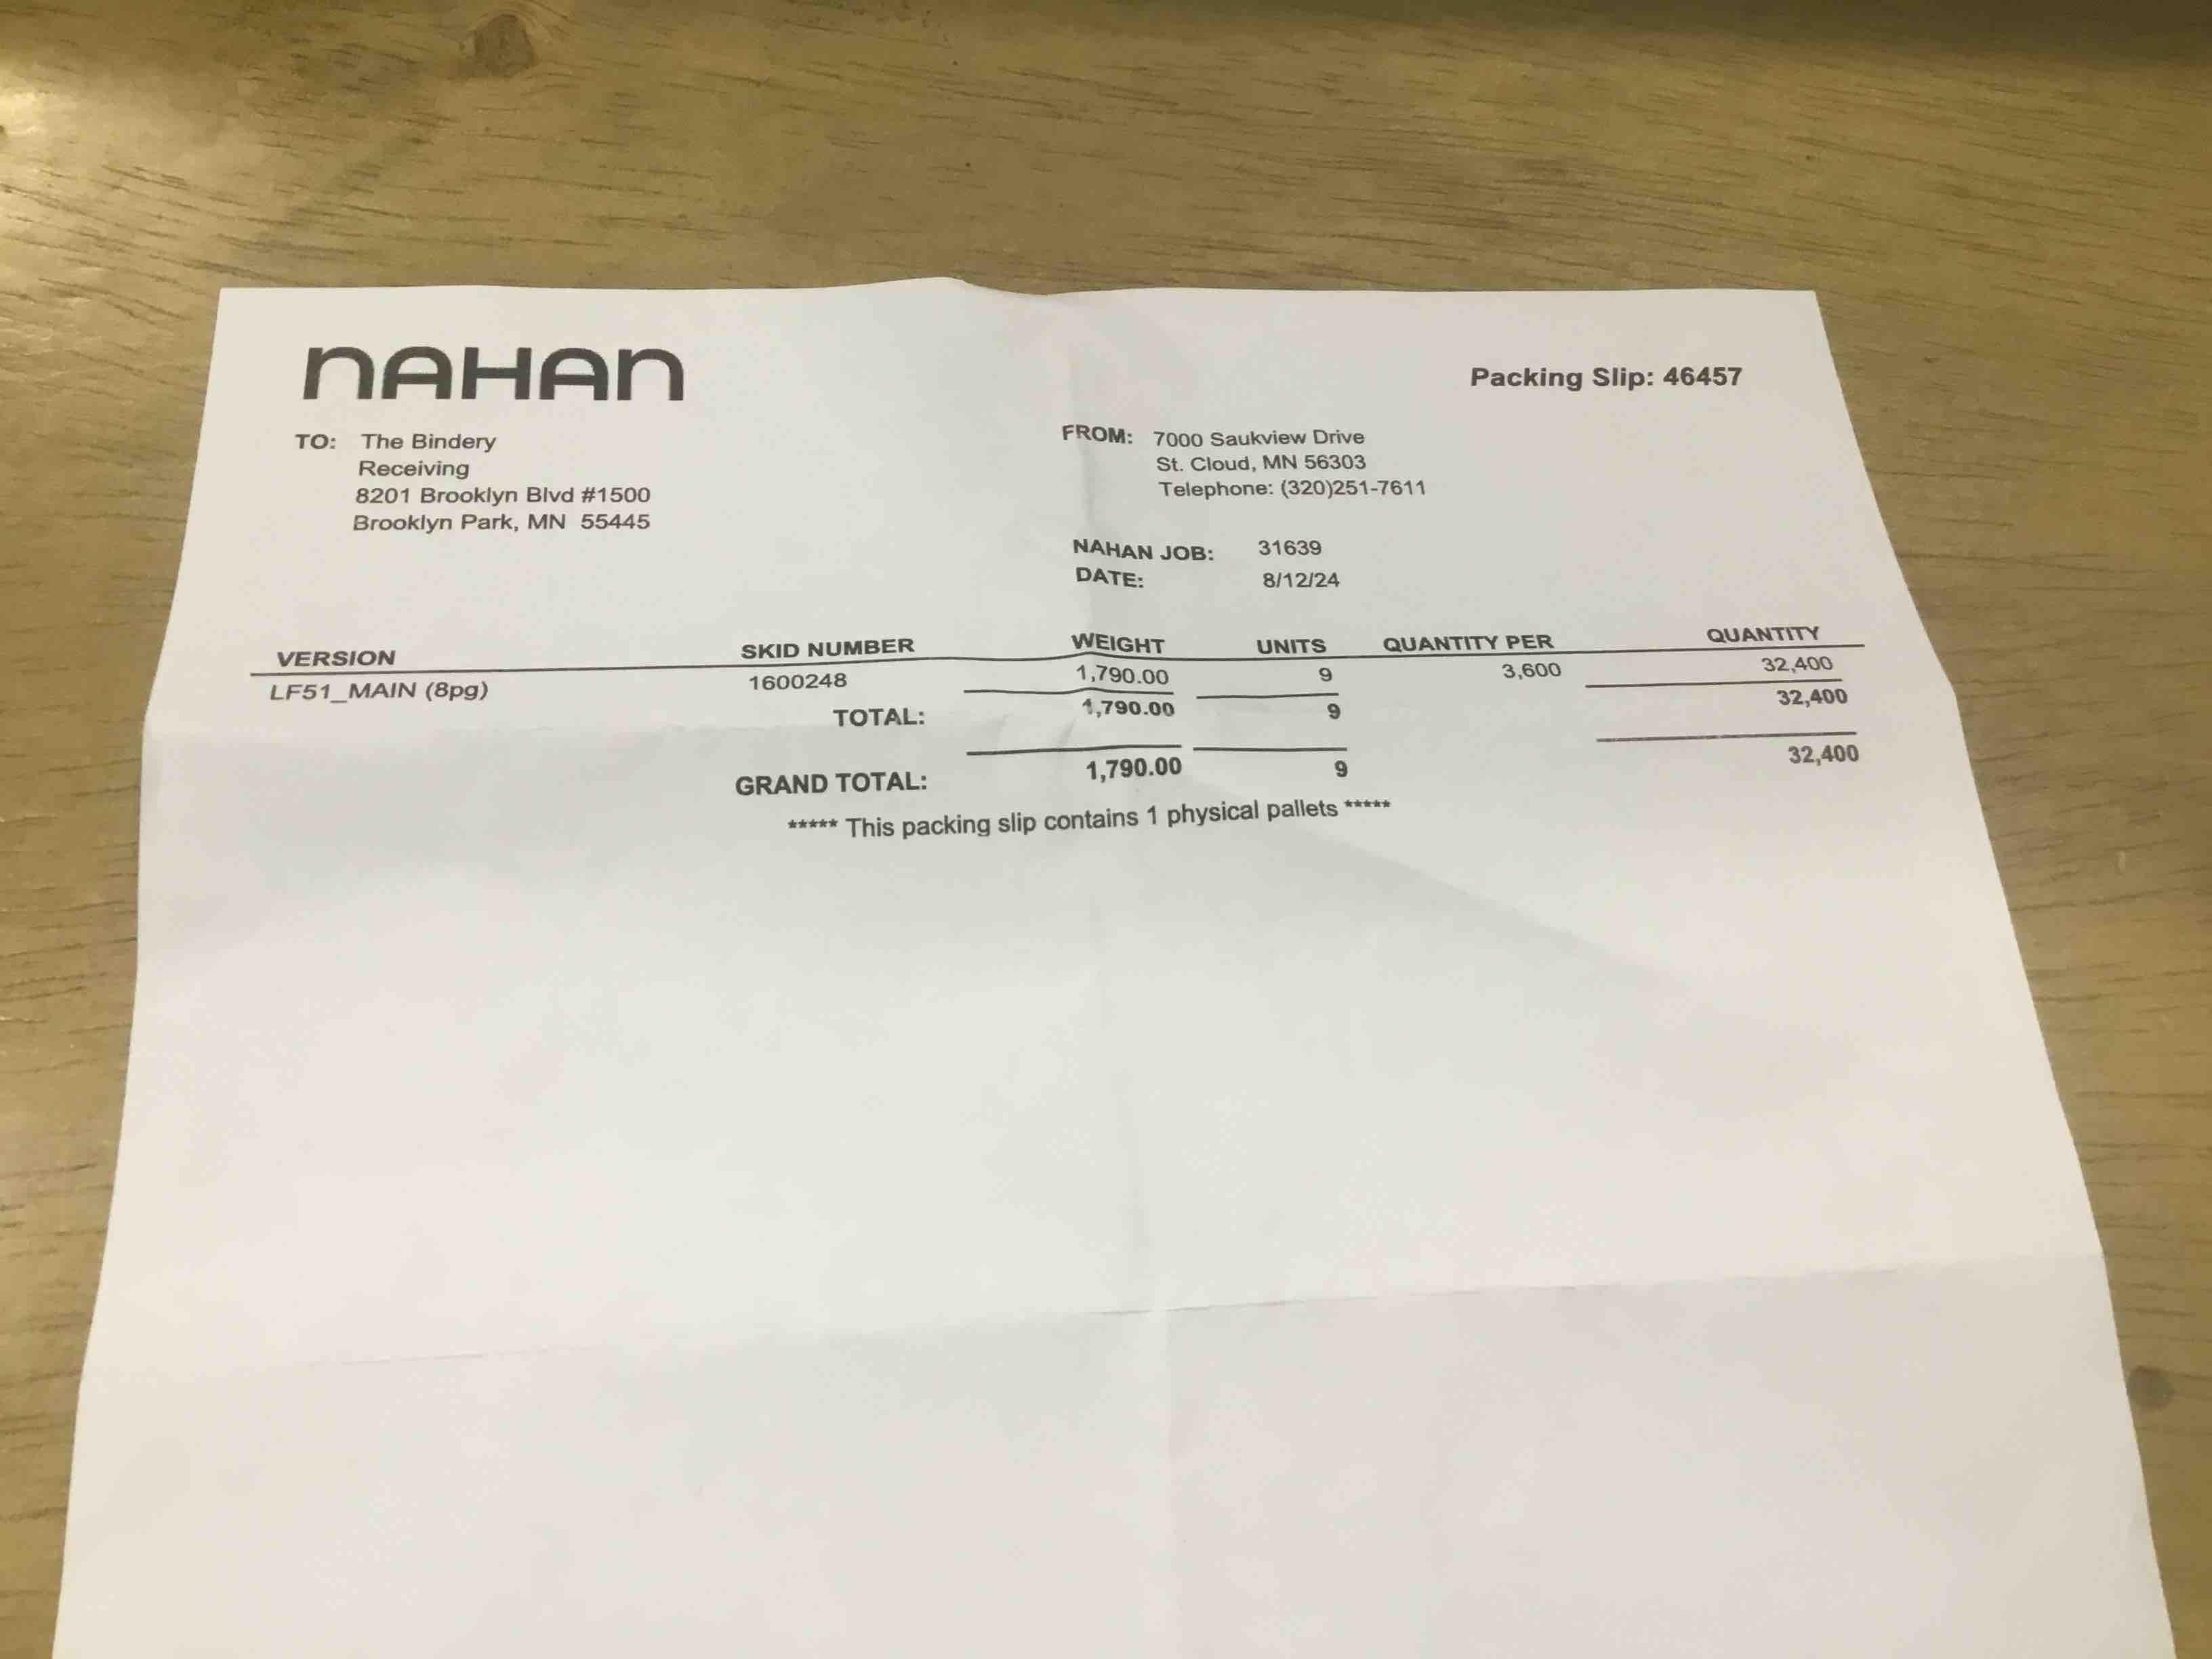 NAHAN
Packing Slip: 46457
TO: The Bindery
Receiving
8201 Brooklyn Blvd #1500
Brooklyn Park, MN 55445
FROM: 7000 Saukview Drive
St. Cloud, MN 56303
Telephone: (320)251-7611
NAHAN JOB: 31639
DATE: 8/12/24
VERSION SKID NUMBER WEIGHT UNITS QUANTITY PER QUANTITY
LF51_MAIN (8pg) 1600248 1,790.00 9 3,600 32,400
TOTAL: 1,790.00 9 32,400
GRAND TOTAL: 1,790.00 9 32,400
***** This packing slip contains 1 physical pallets *****